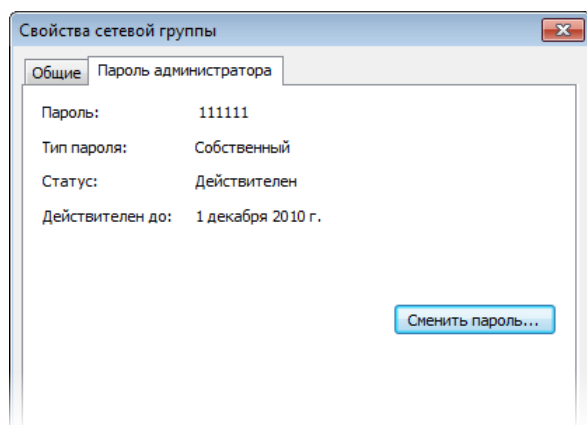 Свойства сетевой группы
Общие Пароль администратора
Пароль: 111111
Тип пароля: Собственный
Статус: Действителен
Действителен до: 1 декабря 2010 г.
Сменить пароль...